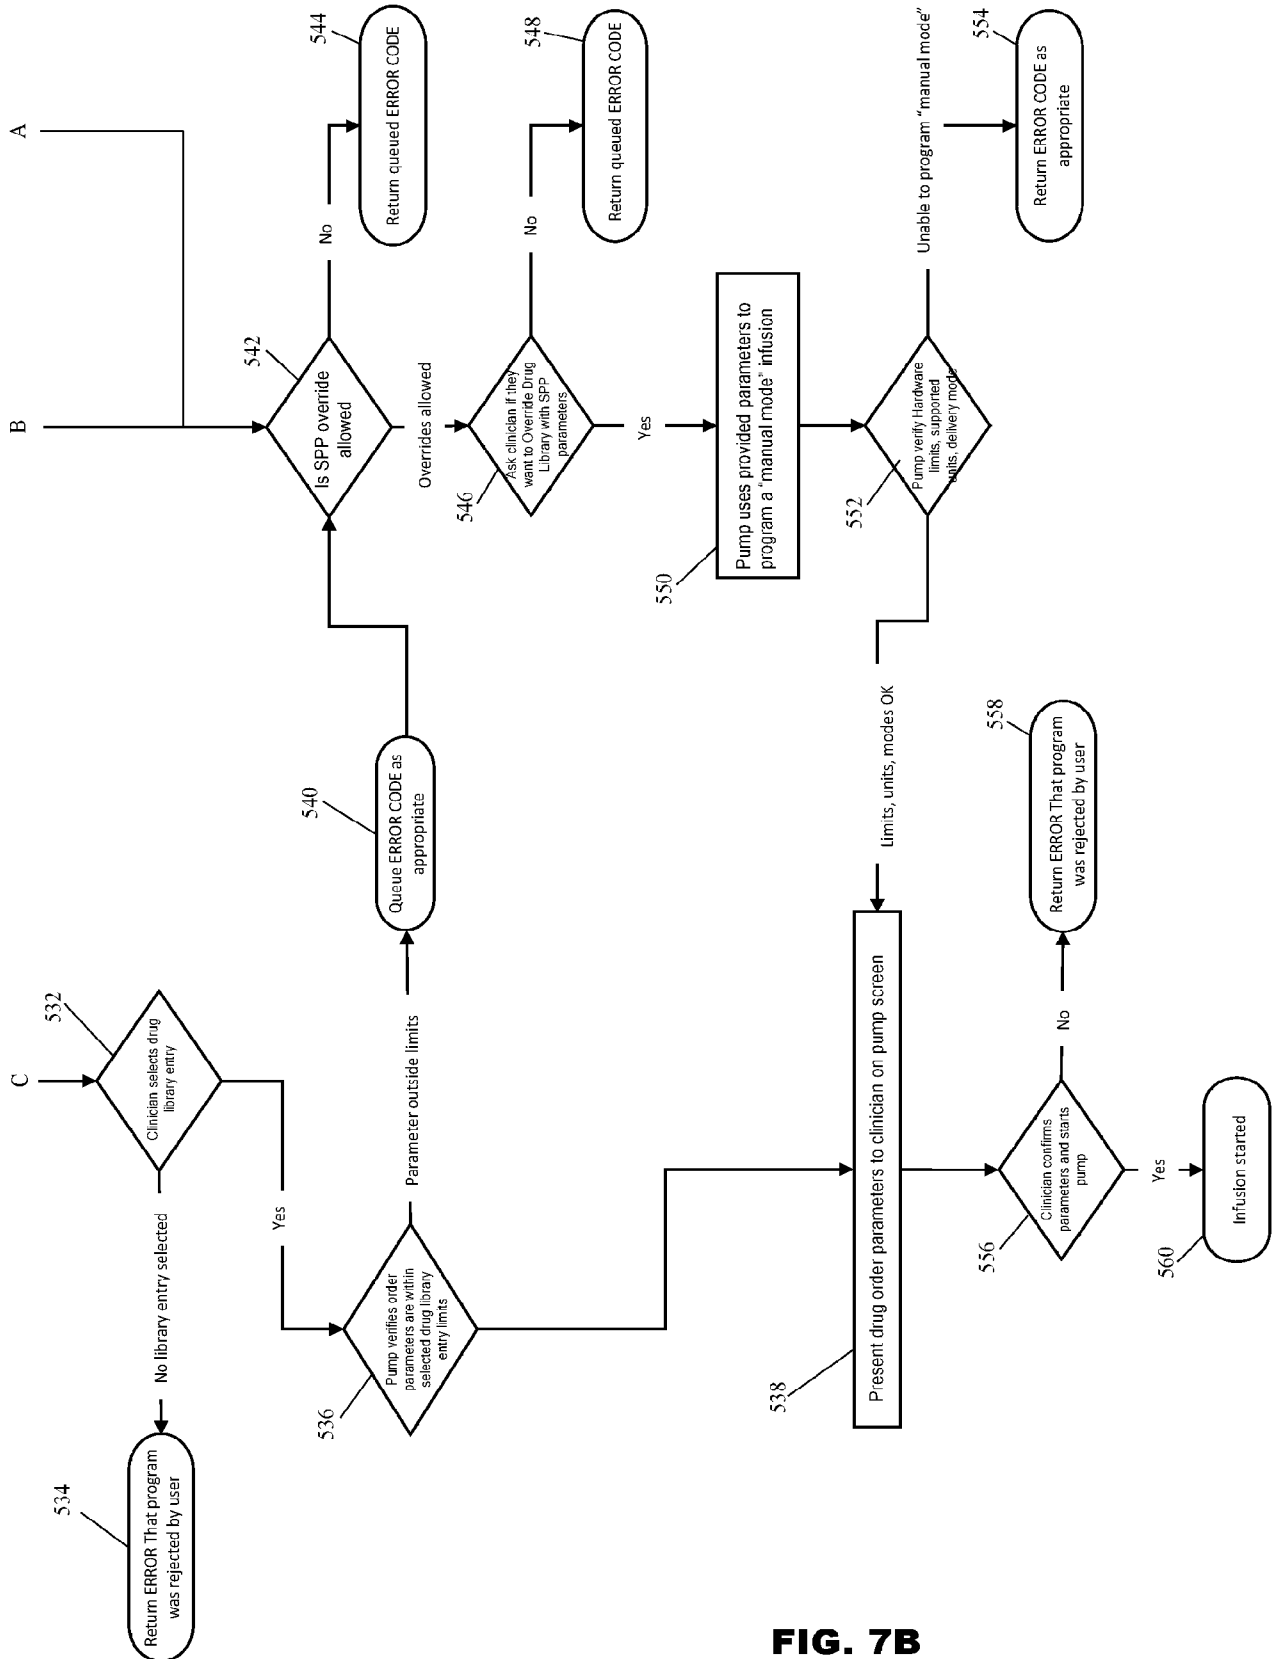 C
B
A
532
Clinician selects drug
library entry
No library entry selected
534
Return ERROR That program
was rejected by user
Yes
536
Pump verifies order
parameters are within
selected drug library
entry limits
Parameter outside limits
540
Queue ERROR CODE as
appropriate
542
Is SPP override
allowed
No
544
Return queued ERROR CODE
Overrides allowed
546
Ask clinician if they
want to Override Drug
Library with SPP
parameters
No
548
Return queued ERROR CODE
Yes
550
Pump uses provided parameters to
program a “manual mode” infusion
552
Pump verify Hardware
limits, supported
units, delivery mode
Unable to program “manual mode”
554
Return ERROR CODE as
appropriate
Limits, units, modes OK
538
Present drug order parameters to clinician on pump screen
556
Clinician confirms
parameters and starts
pump
No
558
Return ERROR That program
was rejected by user
Yes
560
Infusion started
FIG. 7B